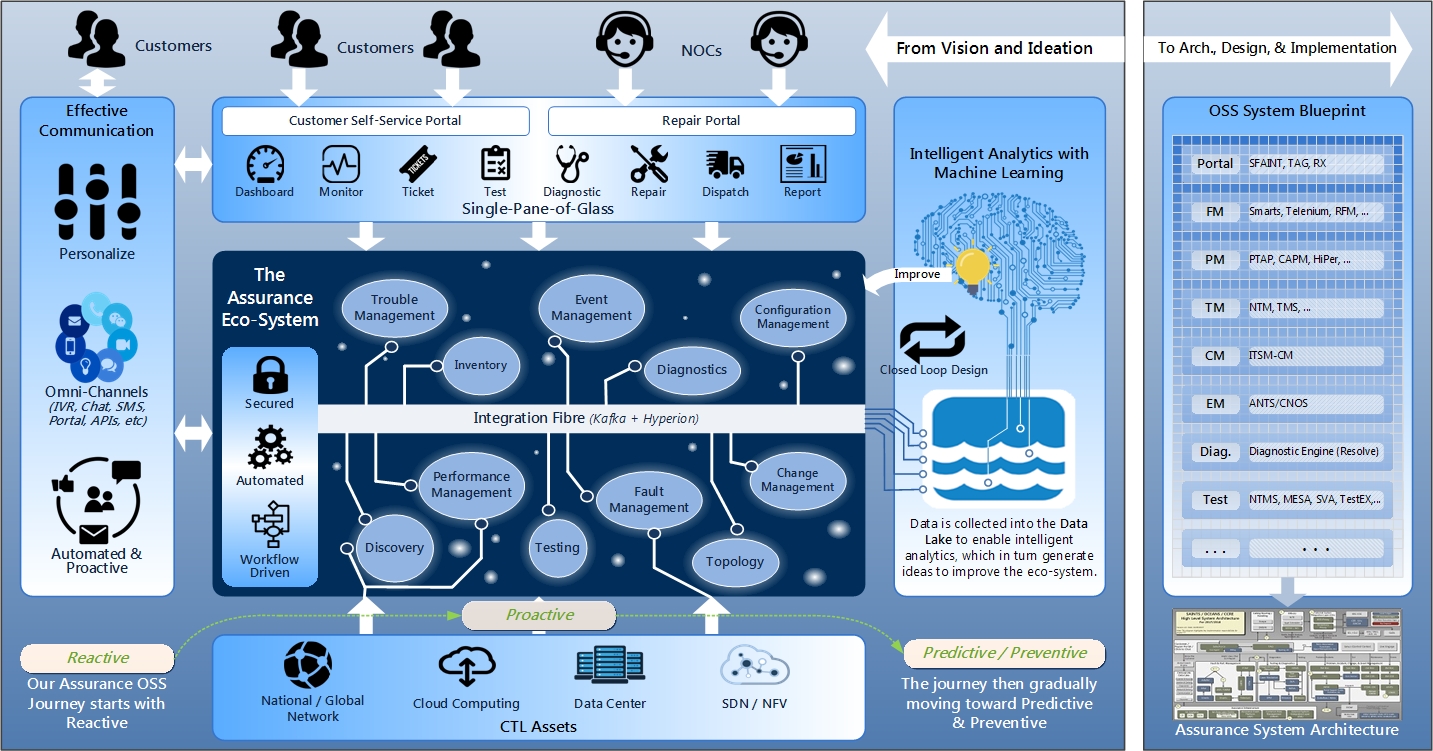 Customers
Customers
NOCs
From Vision and Ideation
To Arch., Design, & Implementation
Effective
Communication
Personalize
Omni-Channels
(IVR, Chat, SMS,
Portal, APIs, etc)
Automated &
Proactive
Customer Self-Service Portal
Repair Portal
Dashboard
Monitor
TICKETS
Ticket
Test
Diagnostic
Repair
Dispatch
Report
Single-Pane-of-Glass
The
Assurance
Eco-System
Secured
Automated
Workflow
Driven
Trouble
Management
Event
Management
Configuration
Management
Inventory
Diagnostics
Integration Fibre (Kafka + Hyperion)
Performance
Management
Fault
Management
Change
Management
Discovery
Testing
Topology
Intelligent Analytics with
Machine Learning
Improve
Closed Loop Design
Data is collected into the Data
Lake to enable intelligent
analytics, which in turn generate
ideas to improve the eco-system.
Reactive
Our Assurance OSS
Journey starts with
Reactive
Proactive
Predictive / Preventive
The journey then gradually
moving toward Predictive
& Preventive
National / Global
Network
Cloud Computing
Data Center
SDN / NFV
CTL Assets
OSS System Blueprint
Portal SFAINT, TAG, RX
FM Smarts, Telenium, RFM, ...
PM PTAP, CAPM, HiPer, ...
TM NTM, TMS, ...
CM ITSM-CM
EM ANTS/CNOS
Diag. Diagnostic Engine (Resolve)
Test NTMS, MESA, SVA, TestEX,...
. . . . . .
High Level System Architecture
Assurance System Architecture